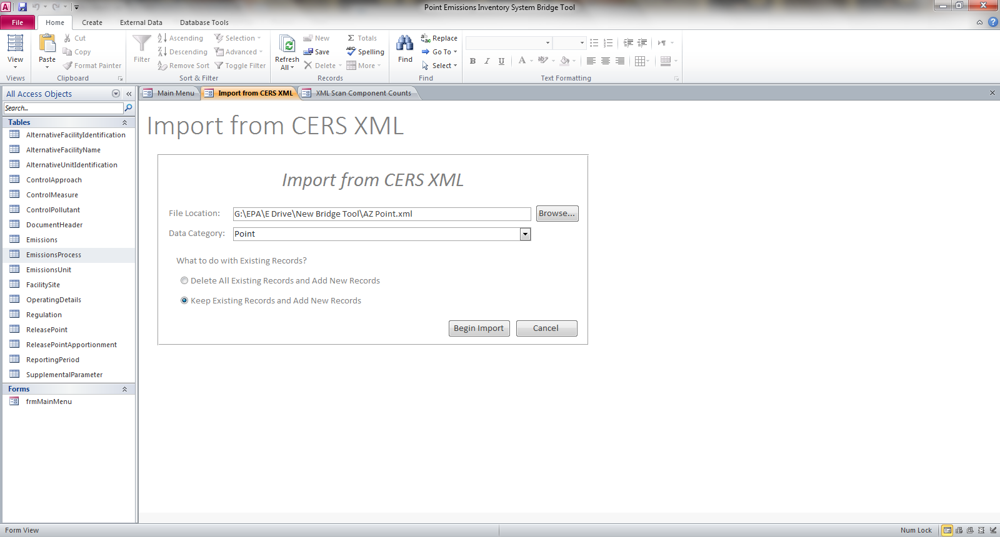 Point Emissions Inventory System Bridge Tool
File Home Create External Data Database Tools
View
Views
Paste
Cut
Copy
Format Painter
Clipboard
Filter
Ascending
Descending
Remove Sort
Selection
Advanced
Toggle Filter
Sort & Filter
Refresh All
New
Save
Delete
Totals
Spelling
More
Records
Find
Replace
Go To
Select
Find
Text Formatting
All Access Objects
Search...
Tables
AlternativeFacilityIdentification
AlternativeFacilityName
AlternativeUnitIdentification
ControlApproach
ControlMeasure
ControlPollutant
DocumentHeader
Emissions
EmissionsProcess
EmissionsUnit
FacilitySite
OperatingDetails
Regulation
ReleasePoint
ReleasePointApportionment
ReportingPeriod
SupplementalParameter
Forms
frmMainMenu
Main Menu Import from CERS XML XML Scan Component Counts
Import from CERS XML
Import from CERS XML
File Location: G:\EPA\E Drive\New Bridge Tool\AZ Point.xml Browse...
Data Category: Point
What to do with Existing Records?
Delete All Existing Records and Add New Records
Keep Existing Records and Add New Records
Begin Import Cancel
Form View Num Lock